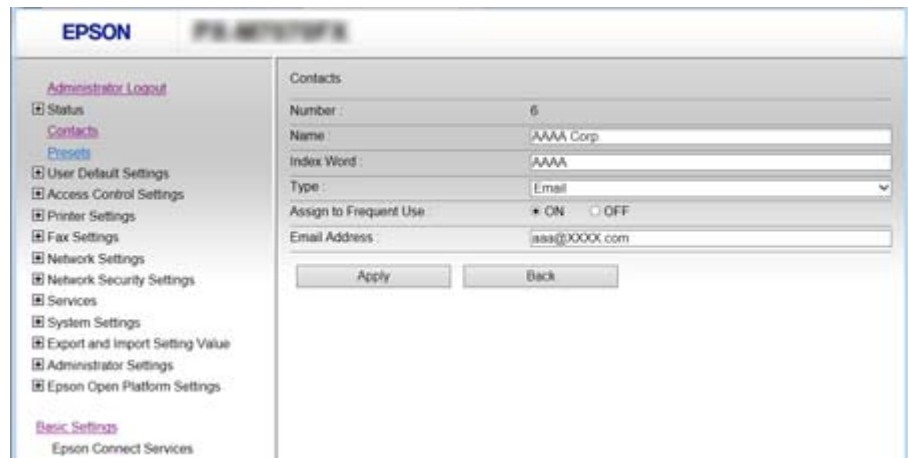 EPSON
Administrator Logout
Status
Contacts
Presets
User Default Settings
Access Control Settings
Printer Settings
Fax Settings
Network Settings
Network Security Settings
Services
System Settings
Export and Import Setting Value
Administrator Settings
Epson Open Platform Settings
Basic Settings
Epson Connect Services
Contacts
Number : 6
Name : AAAA Corp.
Index Word : AAAA
Type : Email
Assign to Frequent Use : ON OFF
Email Address : aaa@XXXX.com
Apply Back